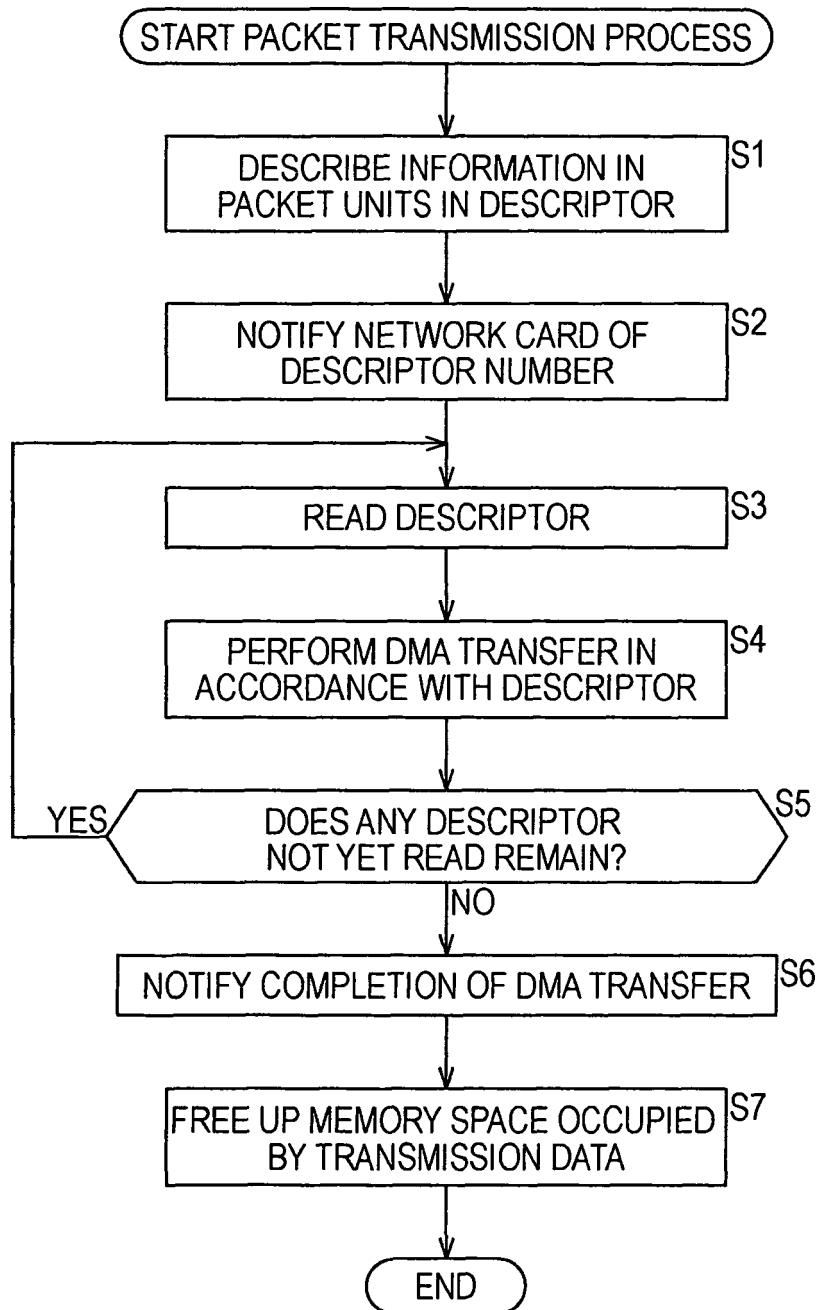 START PACKET TRANSMISSION PROCESS
S1
DESCRIBE INFORMATION IN
PACKET UNITS IN DESCRIPTOR
S2
NOTIFY NETWORK CARD OF
DESCRIPTOR NUMBER
S3
READ DESCRIPTOR
S4
PERFORM DMA TRANSFER IN
ACCORDANCE WITH DESCRIPTOR
S5
YES
DOES ANY DESCRIPTOR
NOT YET READ REMAIN?
NO
S6
NOTIFY COMPLETION OF DMA TRANSFER
S7
FREE UP MEMORY SPACE OCCUPIED
BY TRANSMISSION DATA
END